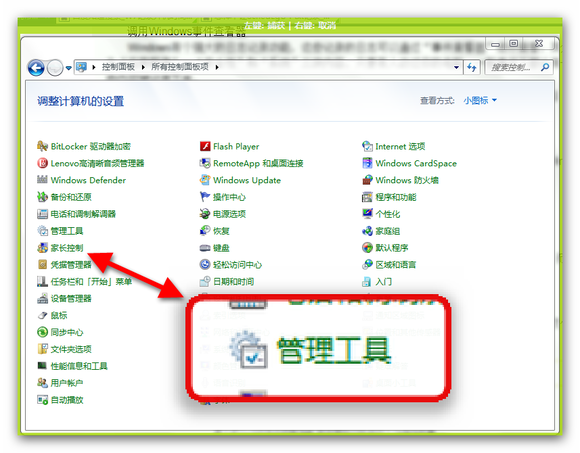 左键: 捕获 | 右键: 取消
调用Windows事件查看器
控制面板 ▸ 所有控制面板项 ▸
搜索控制...
调整计算机的设置
查看方式: 小图标
BitLocker 驱动器加密 Flash Player Internet 选项
Lenovo高清晰音频管理器 RemoteApp 和桌面连接 Windows CardSpace
Windows Defender Windows Update Windows 防火墙
备份和还原 操作中心 程序和功能
电话和调制解调器 电源选项 个性化
管理工具 恢复 家庭组
家长控制 键盘 默认程序
凭据管理器 轻松访问中心 区域和语言
任务栏和「开始」菜单 日期和时间 入门
设备管理器
鼠标
同步中心
管理工具
文件夹选项
性能信息和工具
用户帐户
自动播放